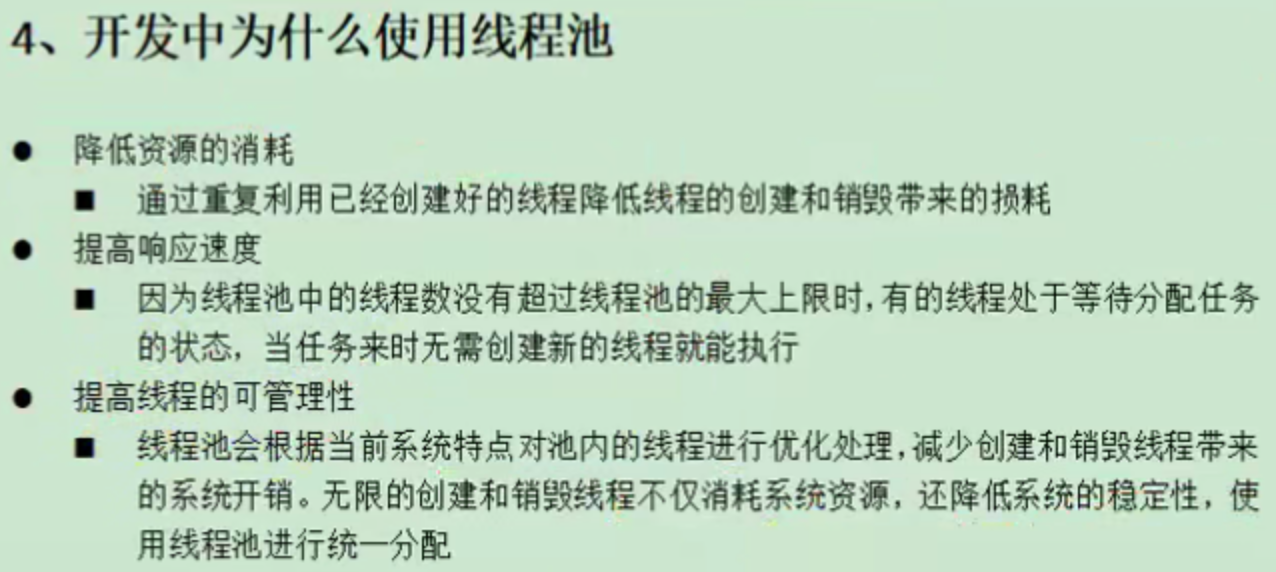 4、开发中为什么使用线程池
● 降低资源的消耗
■ 通过重复利用已经创建好的线程降低线程的创建和销毁带来的损耗
● 提高响应速度
■ 因为线程池中的线程数没有超过线程池的最大上限时,有的线程处于等待分配任务
的状态，当任务来时无需创建新的线程就能执行
● 提高线程的可管理性
■ 线程池会根据当前系统特点对池内的线程进行优化处理,减少创建和销毁线程带来
的系统开销。无限的创建和销毁线程不仅消耗系统资源，还降低系统的稳定性，使
用线程池进行统一分配